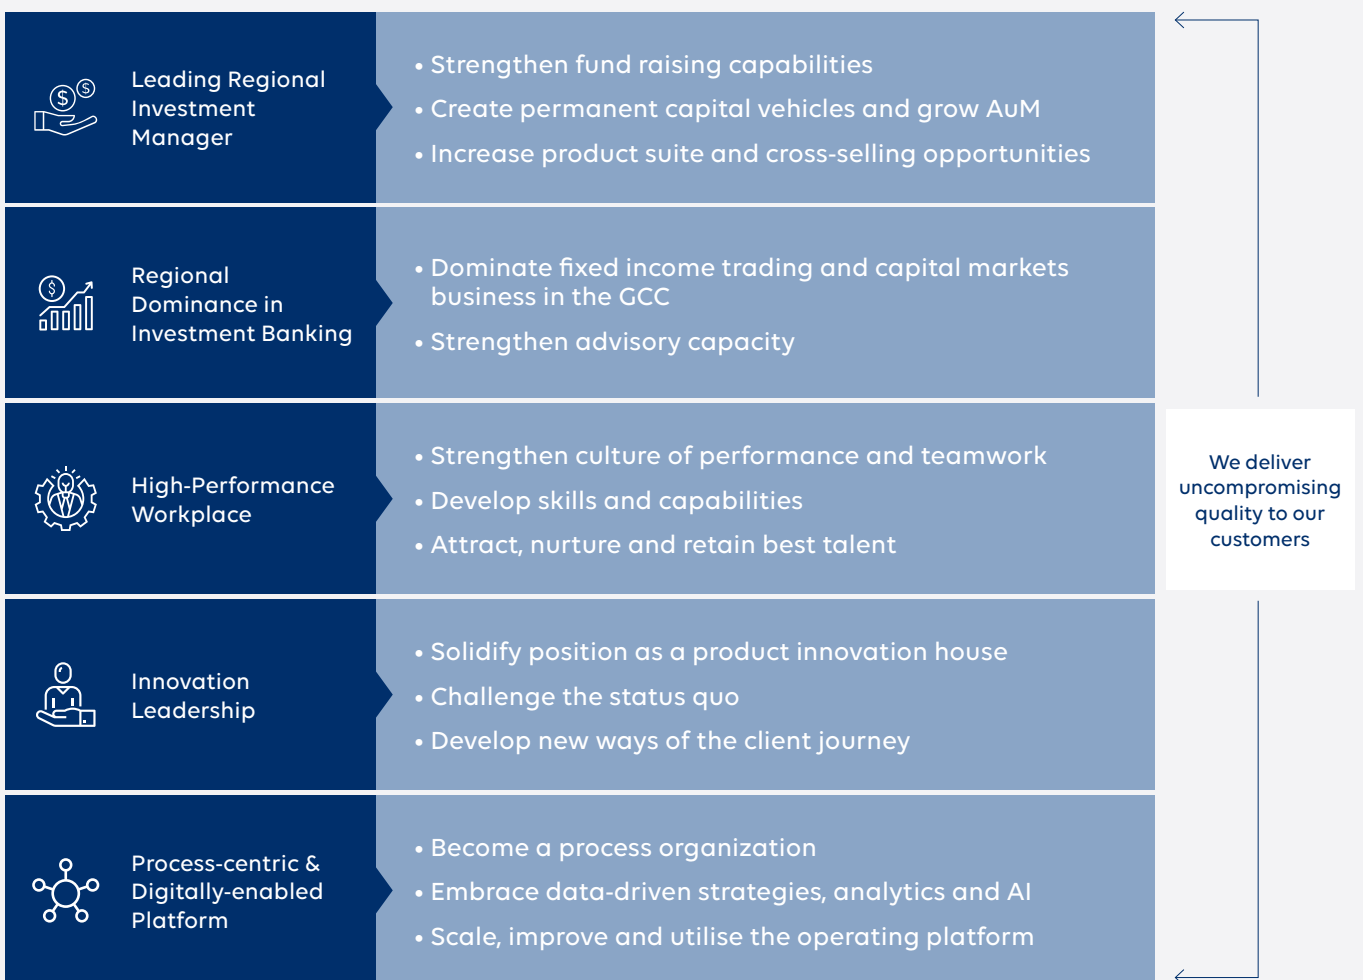 Leading Regional
Investment
Manager
• Strengthen fund raising capabilities
• Create permanent capital vehicles and grow AuM
• Increase product suite and cross-selling opportunities
Regional
Dominance in
Investment Banking
• Dominate fixed income trading and capital markets
business in the GCC
• Strengthen advisory capacity
High-Performance
Workplace
• Strengthen culture of performance and teamwork
• Develop skills and capabilities
• Attract, nurture and retain best talent
Innovation
Leadership
• Solidify position as a product innovation house
• Challenge the status quo
• Develop new ways of the client journey
Process-centric &
Digitally-enabled
Platform
• Become a process organization
• Embrace data-driven strategies, analytics and AI
• Scale, improve and utilise the operating platform
We deliver
uncompromising
quality to our
customers